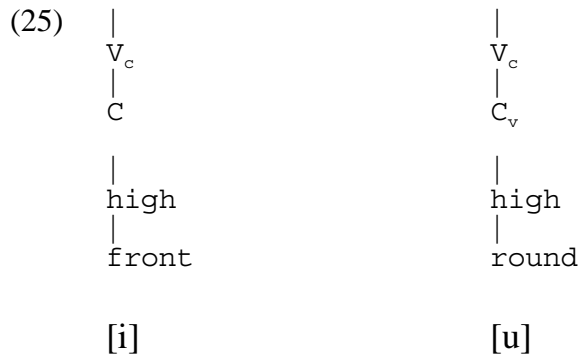 (25) | |
V_c V_c
| |
C C_v
| |
high high
| |
front round
[i] [u]